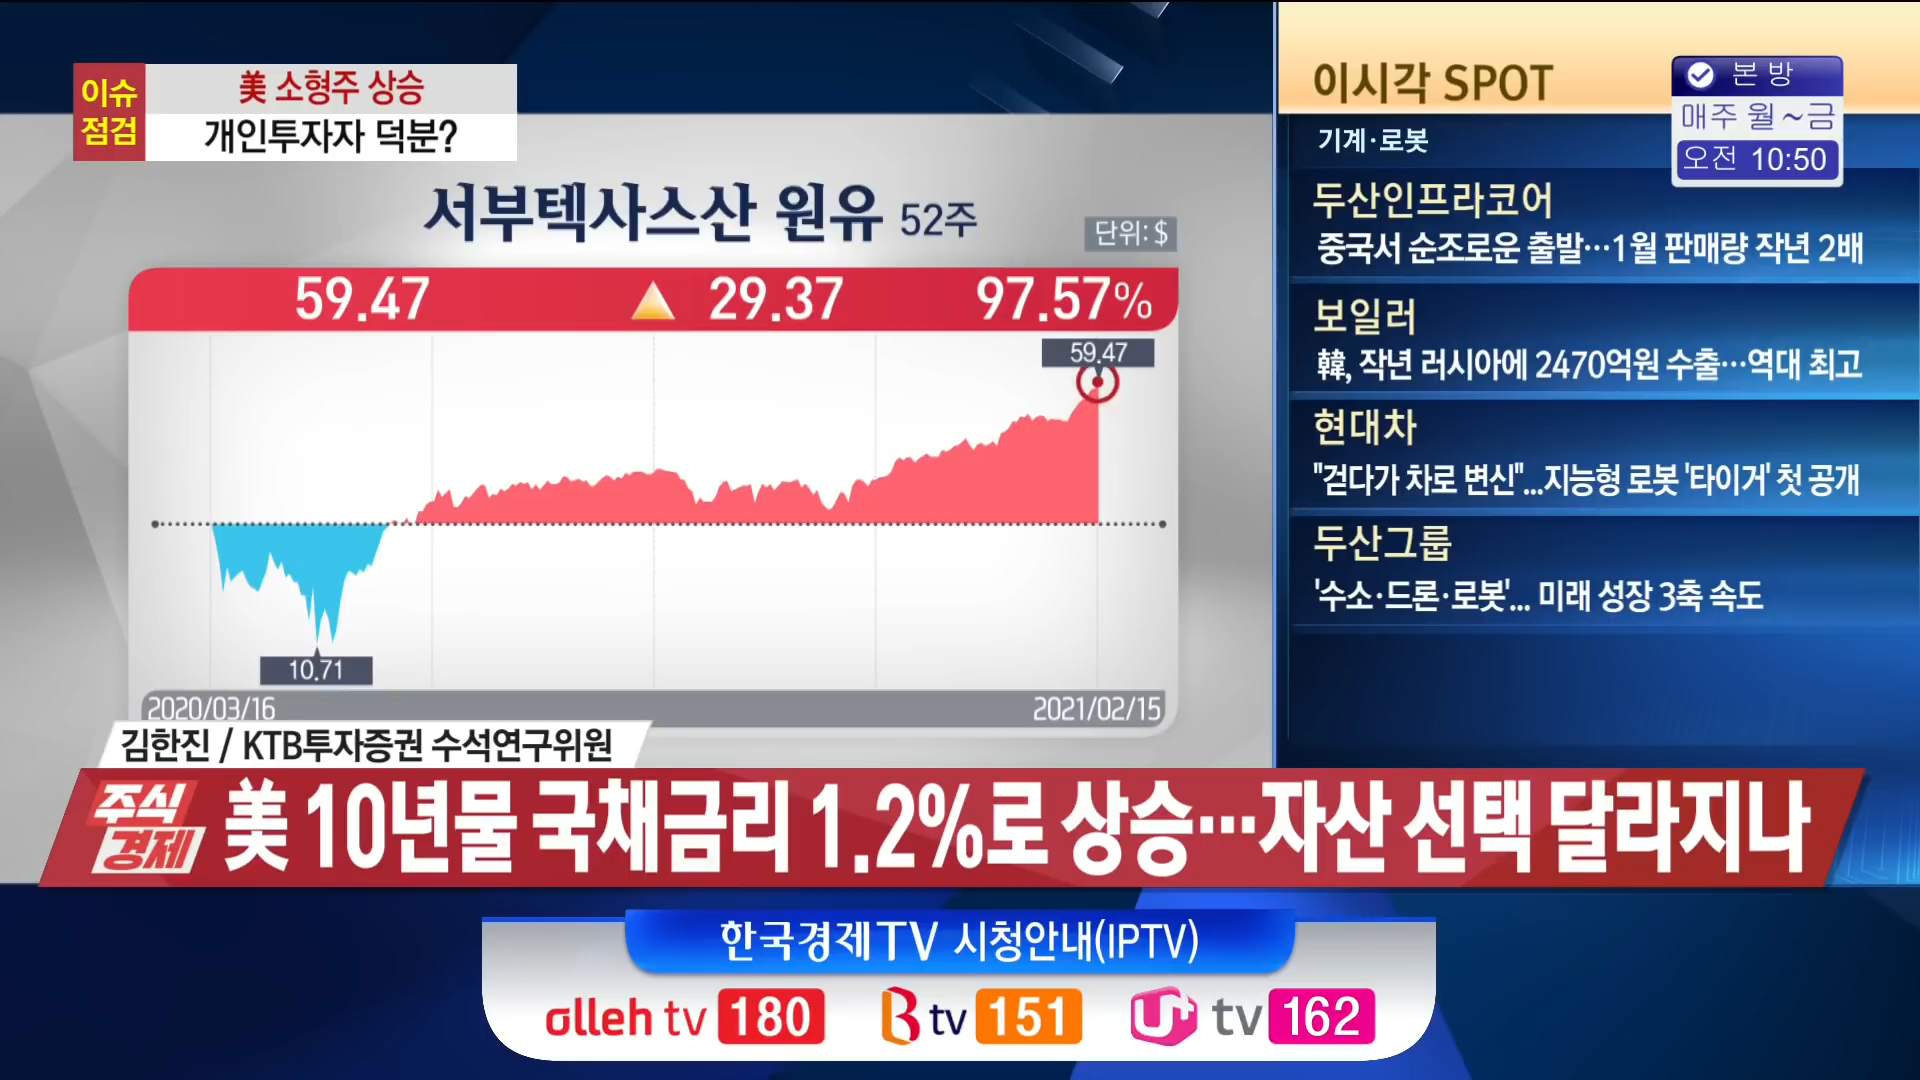 이슈
점검
美 소형주 상승
개인투자자 덕분?
서부텍사스산 원유 52주
단위: $
59.47 ▲ 29.37 97.57%
59.47
10.71
2020/03/16
2021/02/15
이시각 SPOT
본 방
매주 월~금
오전 10:50
기계·로봇
두산인프라코어
중국서 순조로운 출발…1월 판매량 작년 2배
보일러
韓, 작년 러시아에 2470억원 수출…역대 최고
현대차
"걷다가 차로 변신"...지능형 로봇 '타이거' 첫 공개
두산그룹
'수소·드론·로봇'... 미래 성장 3축 속도
김한진 / KTB투자증권 수석연구위원
주식
경제
美 10년물 국채금리 1.2%로 상승…자산 선택 달라지나
한국경제TV 시청안내(IPTV)
olleh tv 180 B tv 151 U+ tv 162